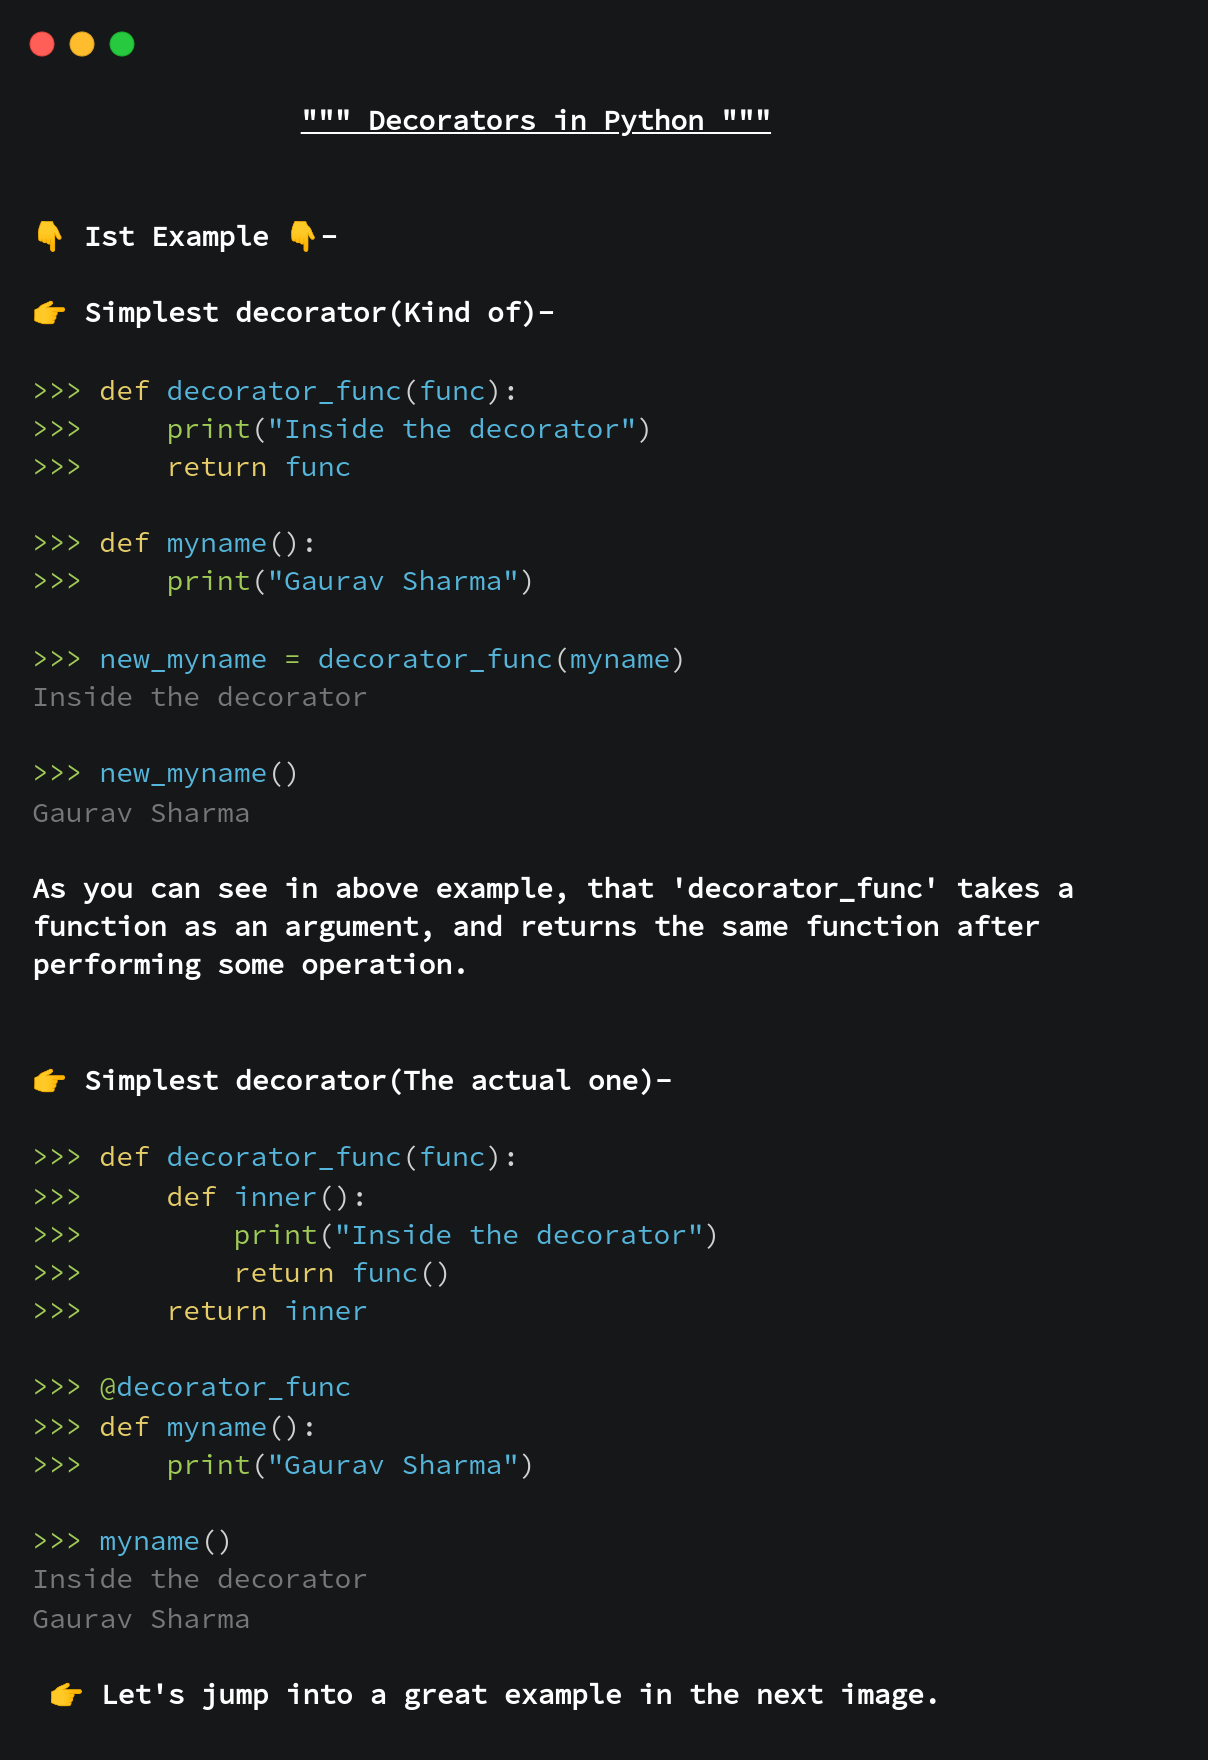 """ Decorators in Python """
👇 Ist Example 👇-
👉 Simplest decorator(Kind of)-
>>> def decorator_func(func):
>>>     print("Inside the decorator")
>>>     return func
>>> def myname():
>>>     print("Gaurav Sharma")
>>> new_myname = decorator_func(myname)
Inside the decorator
>>> new_myname()
Gaurav Sharma
As you can see in above example, that 'decorator_func' takes a
function as an argument, and returns the same function after
performing some operation.
👉 Simplest decorator(The actual one)-
>>> def decorator_func(func):
>>>     def inner():
>>>         print("Inside the decorator")
>>>         return func()
>>>     return inner
>>> @decorator_func
>>> def myname():
>>>     print("Gaurav Sharma")
>>> myname()
Inside the decorator
Gaurav Sharma
👉 Let's jump into a great example in the next image.